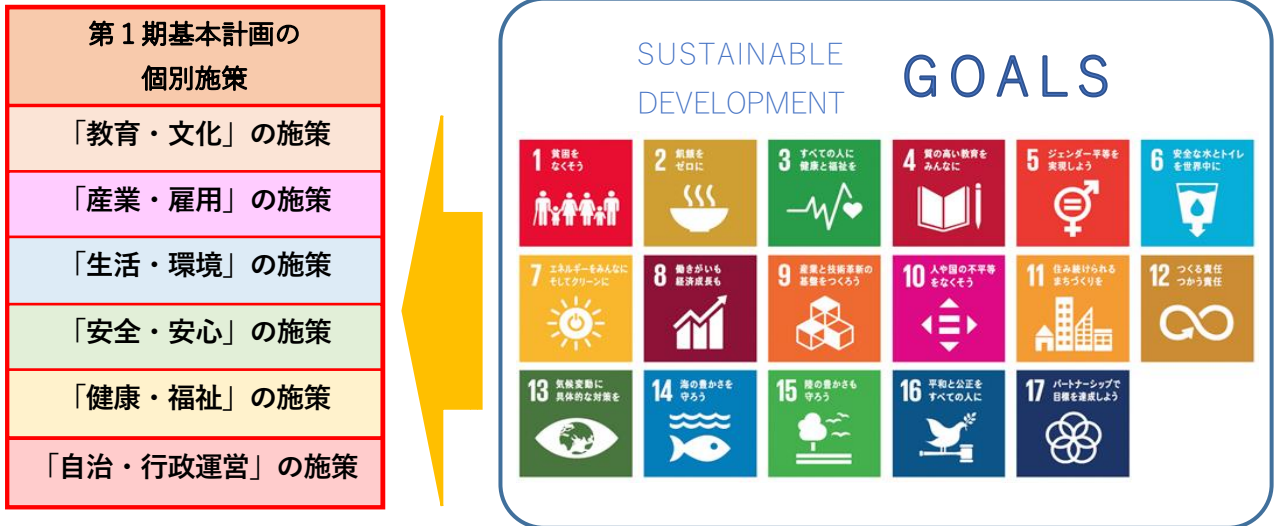 第１期基本計画の
個別施策
「教育・文化」の施策
「産業・雇用」の施策
「生活・環境」の施策
「安全・安心」の施策
「健康・福祉」の施策
「自治・行政運営」の施策
SUSTAINABLE
DEVELOPMENT
GOALS
1 貧困を
なくそう
2 飢餓を
ゼロに
3 すべての人に
健康と福祉を
4 質の高い教育を
みんなに
5 ジェンダー平等を
実現しよう
6 安全な水とトイレ
を世界中に
7 エネルギーをみんなに
そしてクリーンに
8 働きがいも
経済成長も
9 産業と技術革新の
基盤をつくろう
10 人や国の不平等
をなくそう
11 住み続けられる
まちづくりを
12 つくる責任
つかう責任
13 気候変動に
具体的な対策を
14 海の豊かさを
守ろう
15 陸の豊かさも
守ろう
16 平和と公正を
すべての人に
17 パートナーシップで
目標を達成しよう